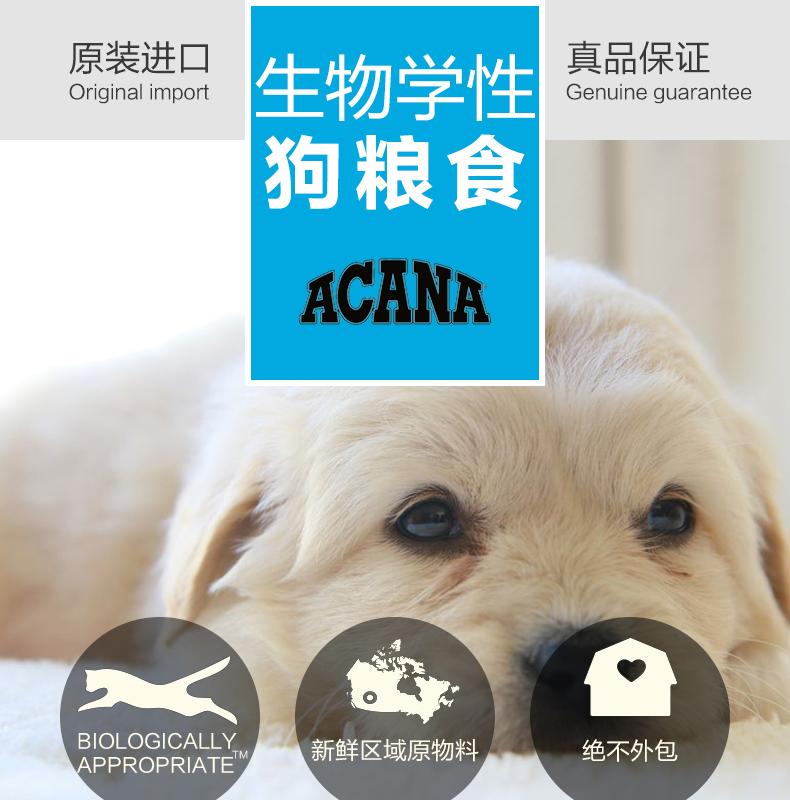 原装进口
Original import
生物学性
狗粮食
ACANA
真品保证
Genuine guarantee
BIOLOGICALLY
APPROPRIATE™
新鲜区域原物料
绝不外包